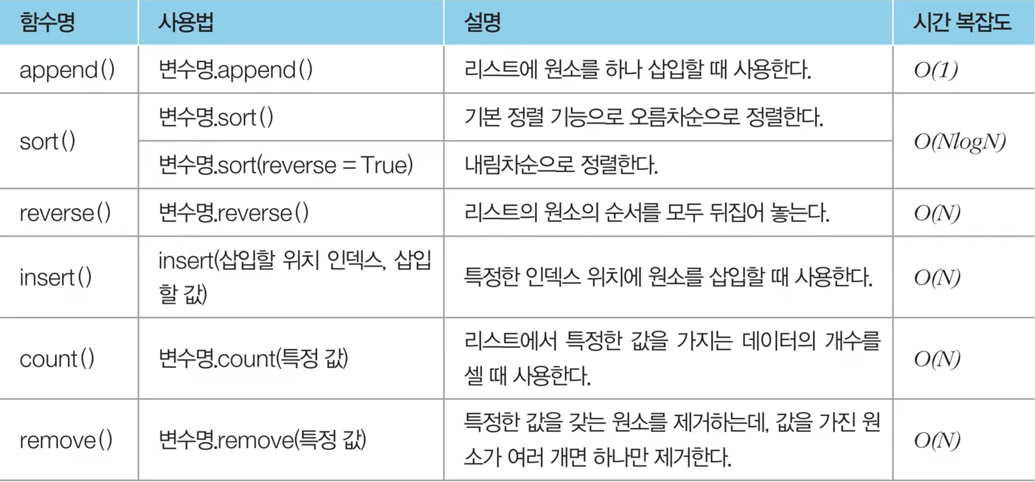 함수명 사용법 설명 시간 복잡도
append() 변수명.append() 리스트에 원소를 하나 삽입할 때 사용한다. O(1)
sort() 변수명.sort() 기본 정렬 기능으로 오름차순으로 정렬한다. O(NlogN)
변수명.sort(reverse = True) 내림차순으로 정렬한다.
reverse() 변수명.reverse() 리스트의 원소의 순서를 모두 뒤집어 놓는다. O(N)
insert() insert(삽입할 위치 인덱스, 삽입
할 값) 특정한 인덱스 위치에 원소를 삽입할 때 사용한다. O(N)
count() 변수명.count(특정 값) 리스트에서 특정한 값을 가지는 데이터의 개수를
셀 때 사용한다. O(N)
remove() 변수명.remove(특정 값) 특정한 값을 갖는 원소를 제거하는데, 값을 가진 원
소가 여러 개면 하나만 제거한다. O(N)